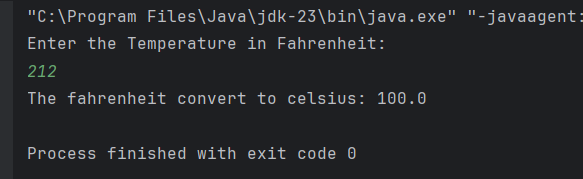 "C:\Program Files\Java\jdk-23\bin\java.exe" "-javaagent:
Enter the Temperature in Fahrenheit:
212
The fahrenheit convert to celsius: 100.0
Process finished with exit code 0